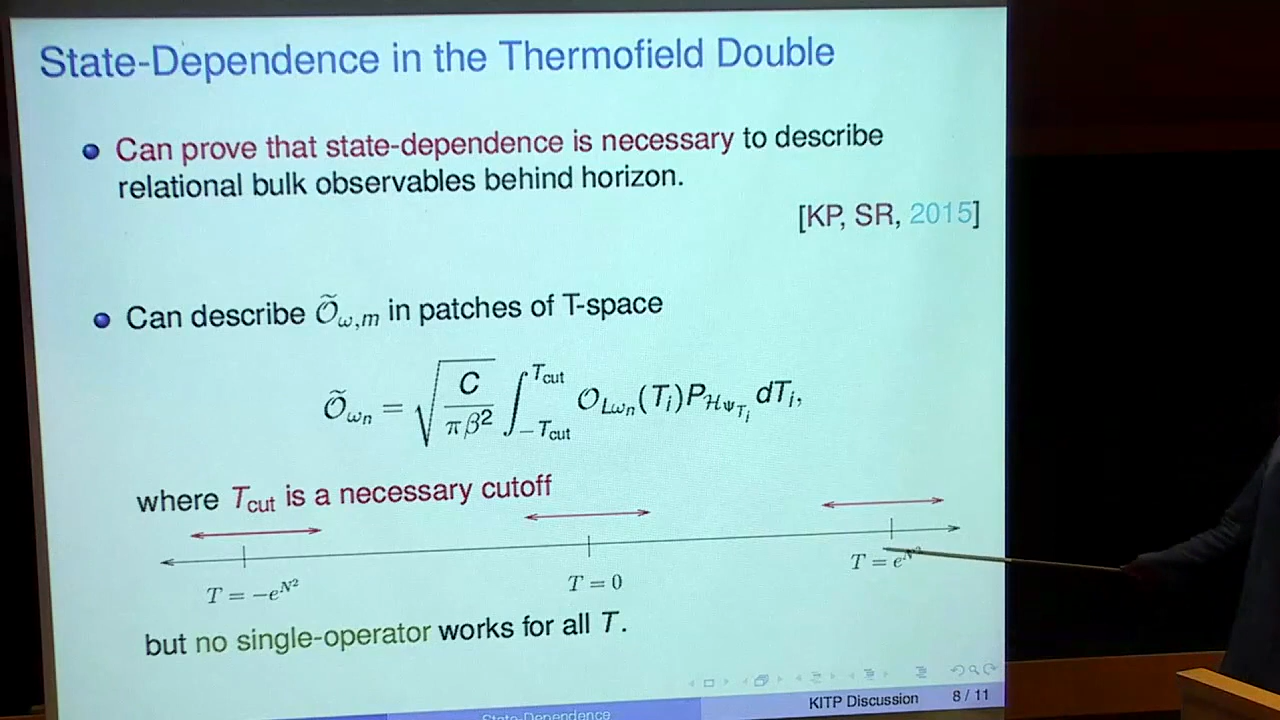 State-Dependence in the Thermofield Double
Can prove that state-dependence is necessary to describe
relational bulk observables behind horizon.
[KP, SR, 2015]
Can describe Õ_{ω,m} in patches of T-space
Õ_{ω_n} = √(C/(πβ²)) ∫_{-T_cut}^{T_cut} O_{Lω_n}(T_i) P_{H_{Ψ_{T_i}}} dT_i,
where T_cut is a necessary cutoff
T = −e^{N²} T = 0 T = e^{N²}
but no single-operator works for all T.
KITP Discussion 8 / 11
State-Dependence